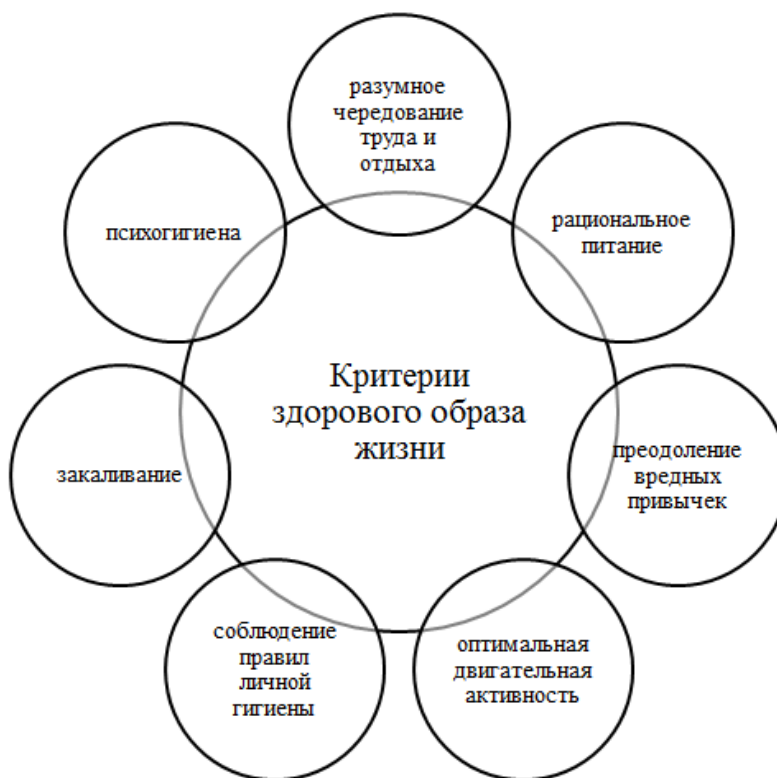 разумное
чередование
труда и
отдыха
рациональное
питание
преодоление
вредных
привычек
оптимальная
двигательная
активность
соблюдение
правил
личной
гигиены
закаливание
психогигиена
Критерии
здорового образа
жизни